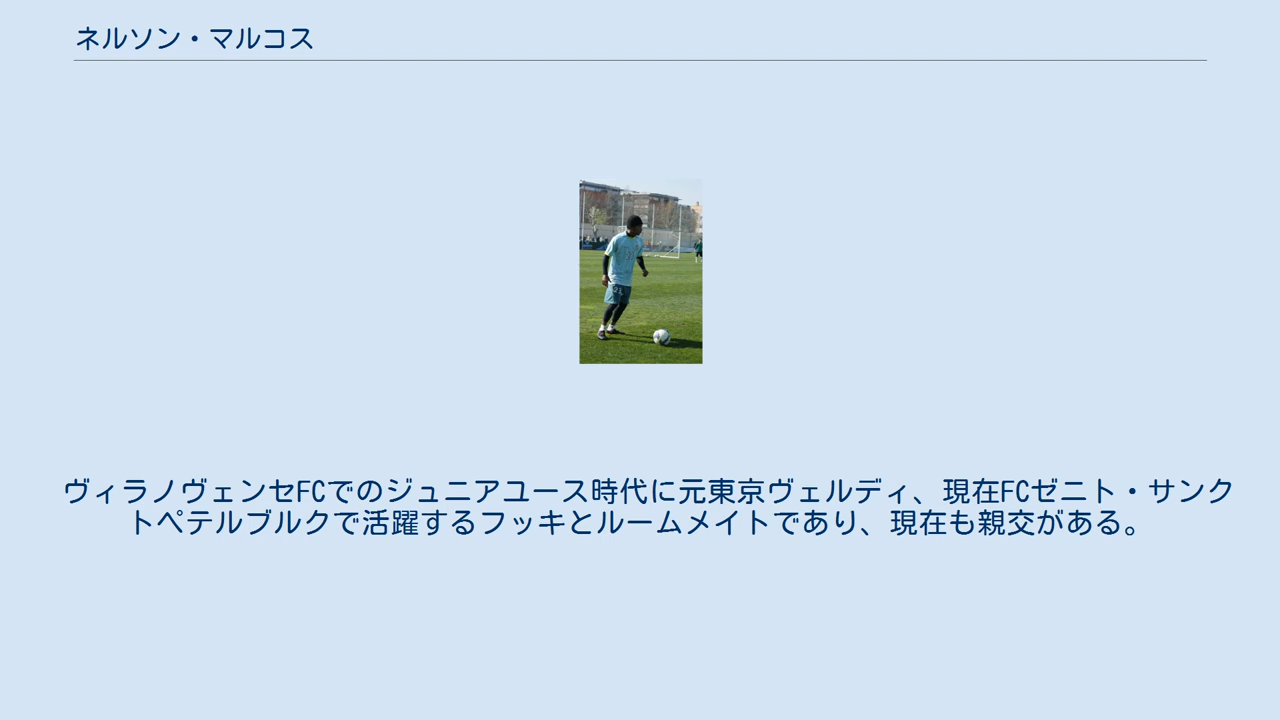 ネルソン・マルコス
ヴィラノヴェンセFCでのジュニアユース時代に元東京ヴェルディ、現在FCゼニト・サンク
トペテルブルクで活躍するフッキとルームメイトであり、現在も親交がある。